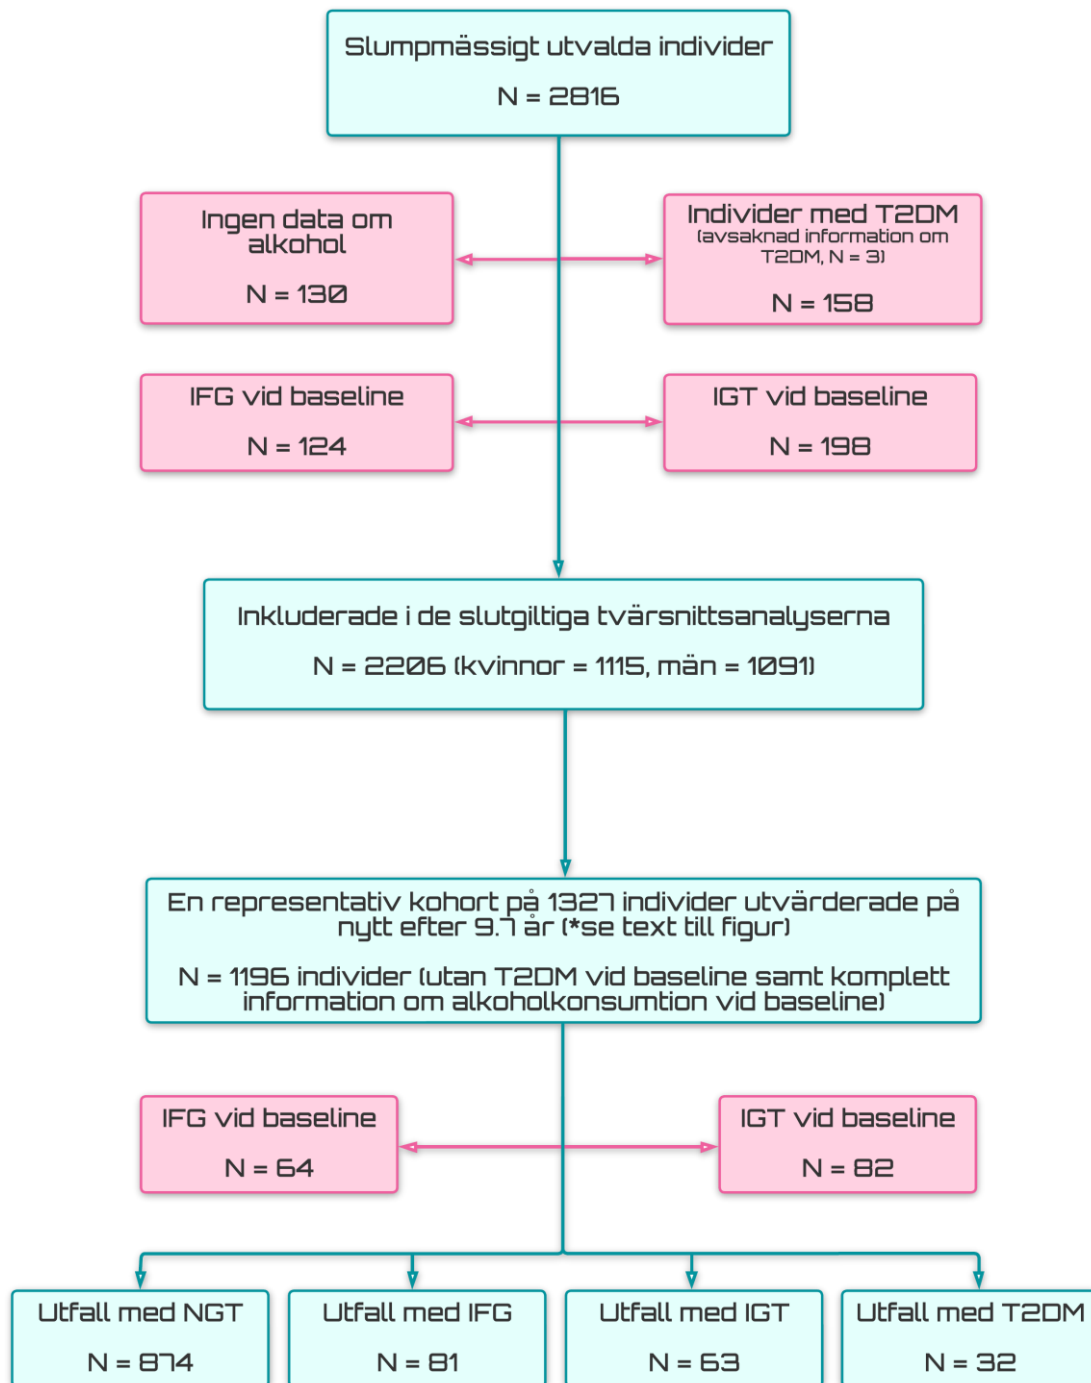 Slumpmässigt utvalda individer
N = 2816
Ingen data om
alkohol
N = 130
Individer med T2DM
(avsaknad information om
T2DM, N = 3)
N = 158
IFG vid baseline
N = 124
IGT vid baseline
N = 198
Inkluderade i de slutgiltiga tvärsnittsanalyserna
N = 2206 (kvinnor = 1115, män = 1091)
En representativ kohort på 1327 individer utvärderade på
nytt efter 9.7 år (*se text till figur)
N = 1196 individer (utan T2DM vid baseline samt komplett
information om alkoholkonsumtion vid baseline)
IFG vid baseline
N = 64
IGT vid baseline
N = 82
Utfall med NGT
N = 874
Utfall med IFG
N = 81
Utfall med IGT
N = 63
Utfall med T2DM
N = 32